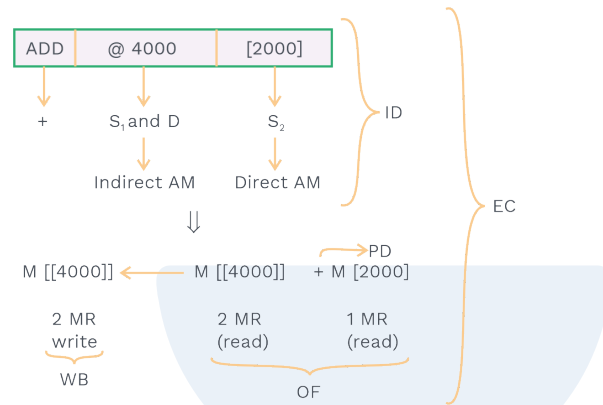 ADD @ 4000 [2000]
+ S₁ and D S₂ ID
Indirect AM Direct AM
EC
PD
M [[4000]] M [[4000]] + M [2000]
2 MR 2 MR 1 MR
write (read) (read)
WB OF